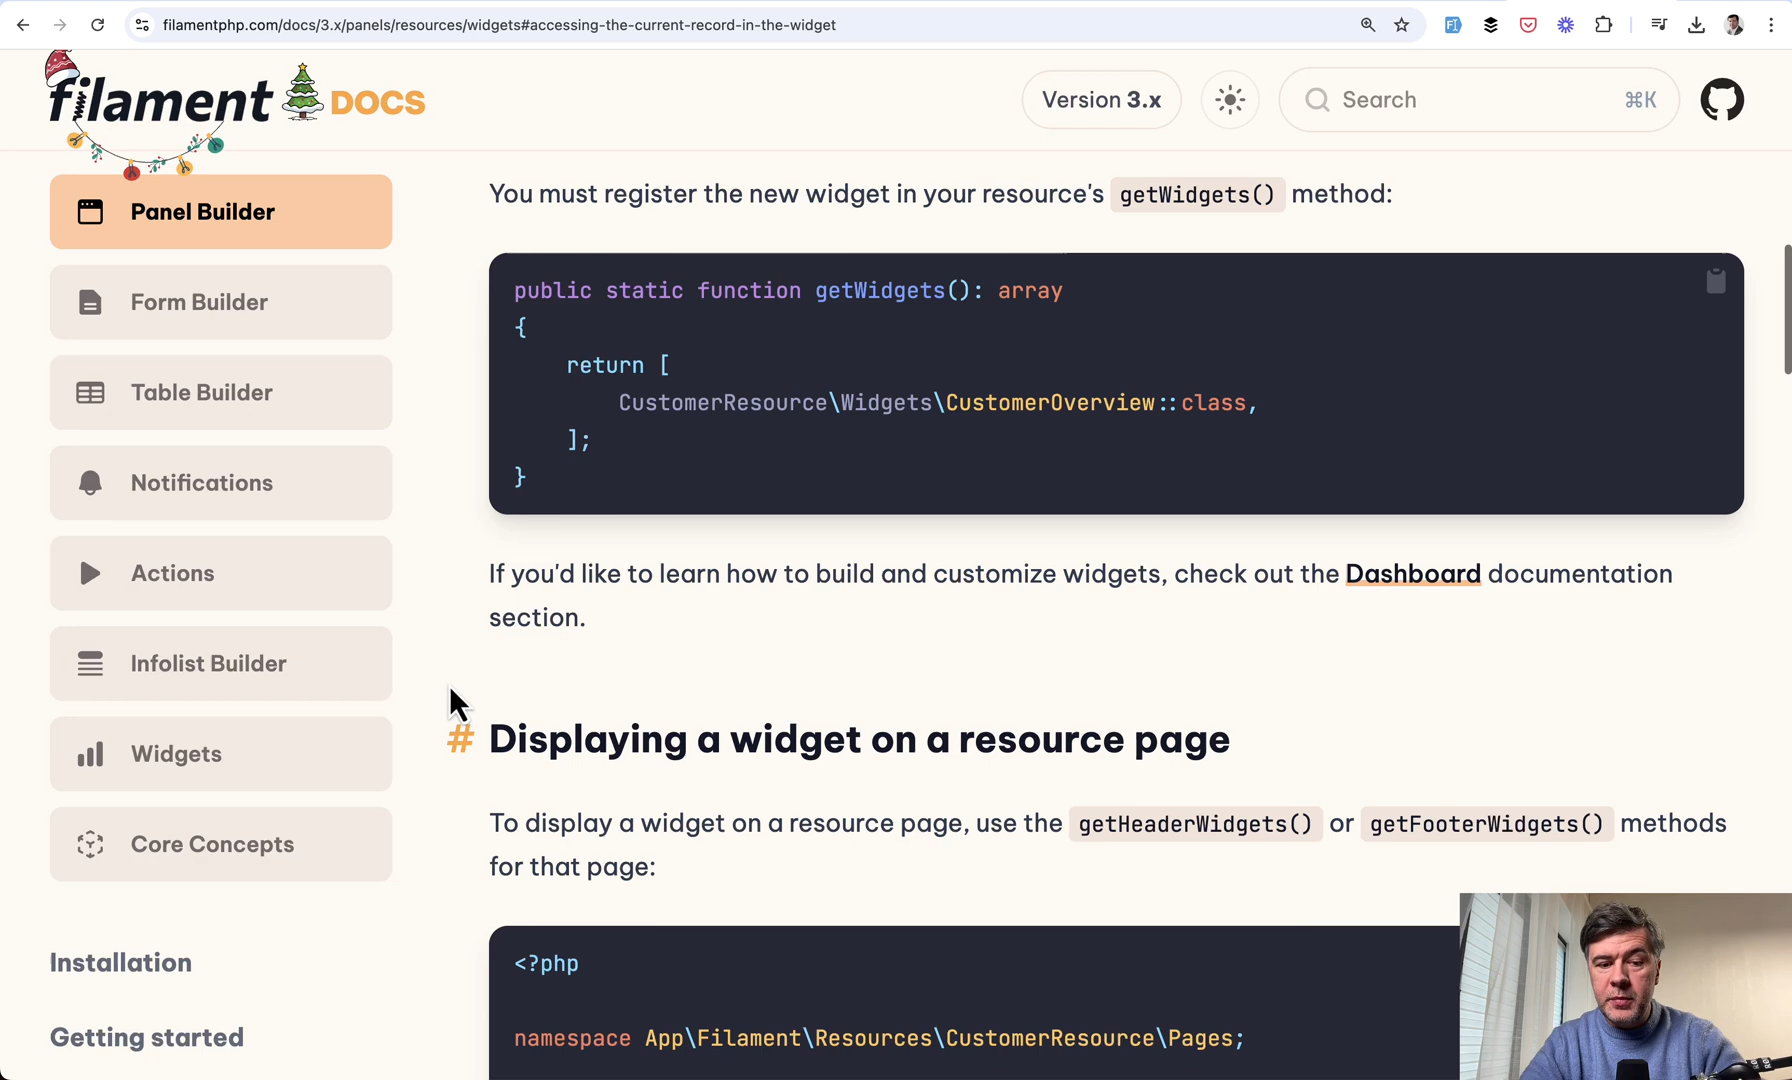 filamentphp.com/docs/3.x/panels/resources/widgets#accessing-the-current-record-in-the-widget
filament DOCS
Version 3.x
Search
⌘K
Panel Builder
Form Builder
Table Builder
Notifications
Actions
Infolist Builder
Widgets
Core Concepts
Installation
Getting started
You must register the new widget in your resource's getWidgets() method:
public static function getWidgets(): array
{
    return [
        CustomerResource\Widgets\CustomerOverview::class,
    ];
}
If you'd like to learn how to build and customize widgets, check out the Dashboard documentation
section.
# Displaying a widget on a resource page
To display a widget on a resource page, use the getHeaderWidgets() or getFooterWidgets() methods
for that page:
<?php
namespace App\Filament\Resources\CustomerResource\Pages;